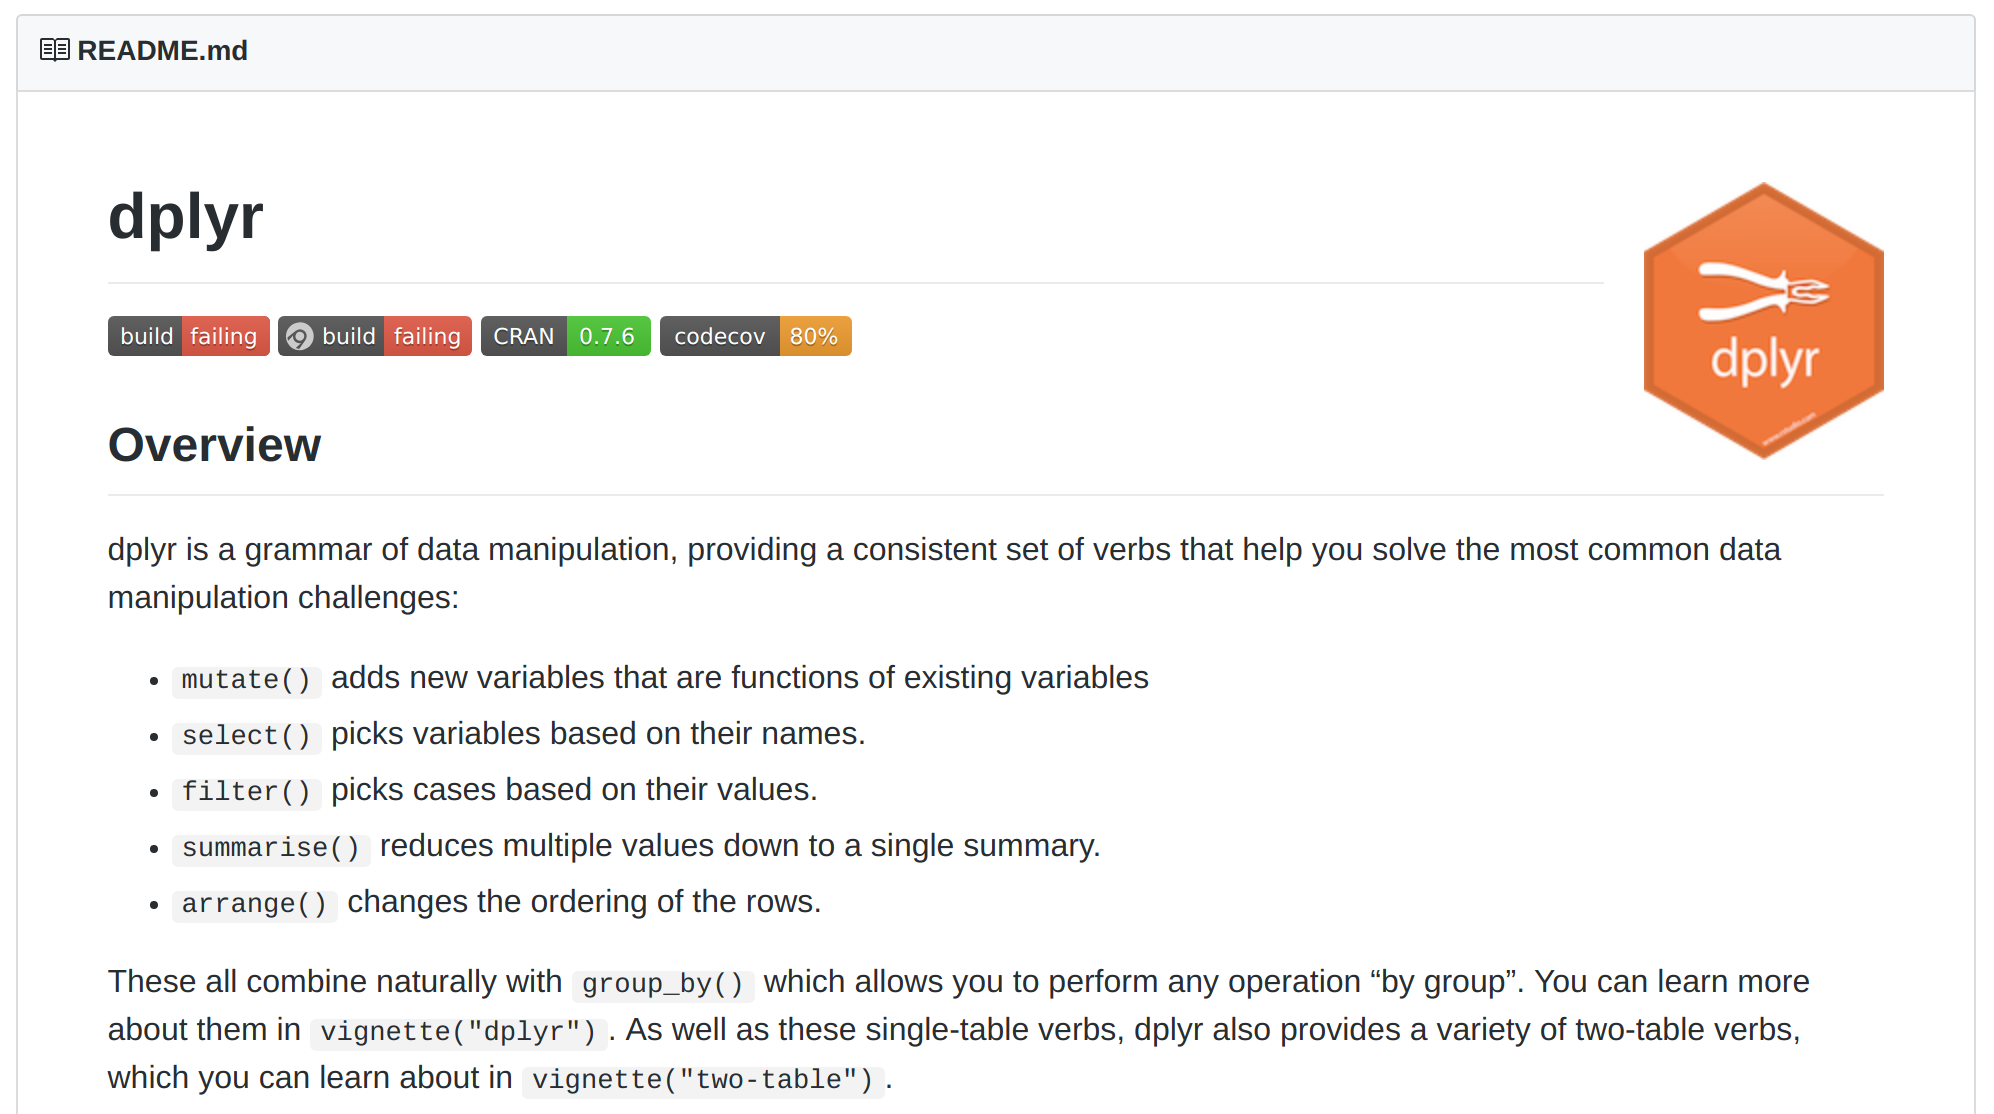 README.md
dplyr
build failing build failing CRAN 0.7.6 codecov 80%
dplyr
Overview
dplyr is a grammar of data manipulation, providing a consistent set of verbs that help you solve the most common data
manipulation challenges:
• mutate() adds new variables that are functions of existing variables
• select() picks variables based on their names.
• filter() picks cases based on their values.
• summarise() reduces multiple values down to a single summary.
• arrange() changes the ordering of the rows.
These all combine naturally with group_by() which allows you to perform any operation “by group”. You can learn more
about them in vignette("dplyr"). As well as these single-table verbs, dplyr also provides a variety of two-table verbs,
which you can learn about in vignette("two-table").